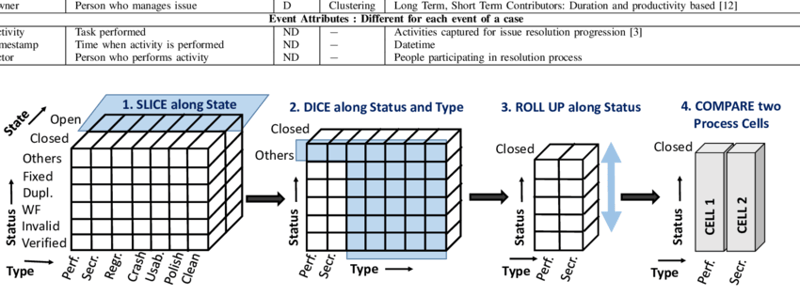 wner Person who manages issue D Clustering Long Term, Short Term Contributors: Duration and productivity based [12]
Event Attributes : Different for each event of a case
ctivity Task performed ND – Activities captured for issue resolution progression [3]
mestamp Time when activity is performed ND – Datetime
ctor Person who performs activity ND – People participating in resolution process
1. SLICE along State
State
Open
Closed
Others
Fixed
Dupl.
WF
Invalid
Verified
Status
Type
Perf.
Secr.
Regr.
Crash
Usab.
Polish
Clean
2. DICE along Status and Type
Closed
Others
Status
Perf.
Secr.
Type
3. ROLL UP along Status
Closed
Status
Type
Perf.
Secr.
4. COMPARE two
Process Cells
Closed
Status
CELL 1
CELL 2
Type
Perf.
Secr.